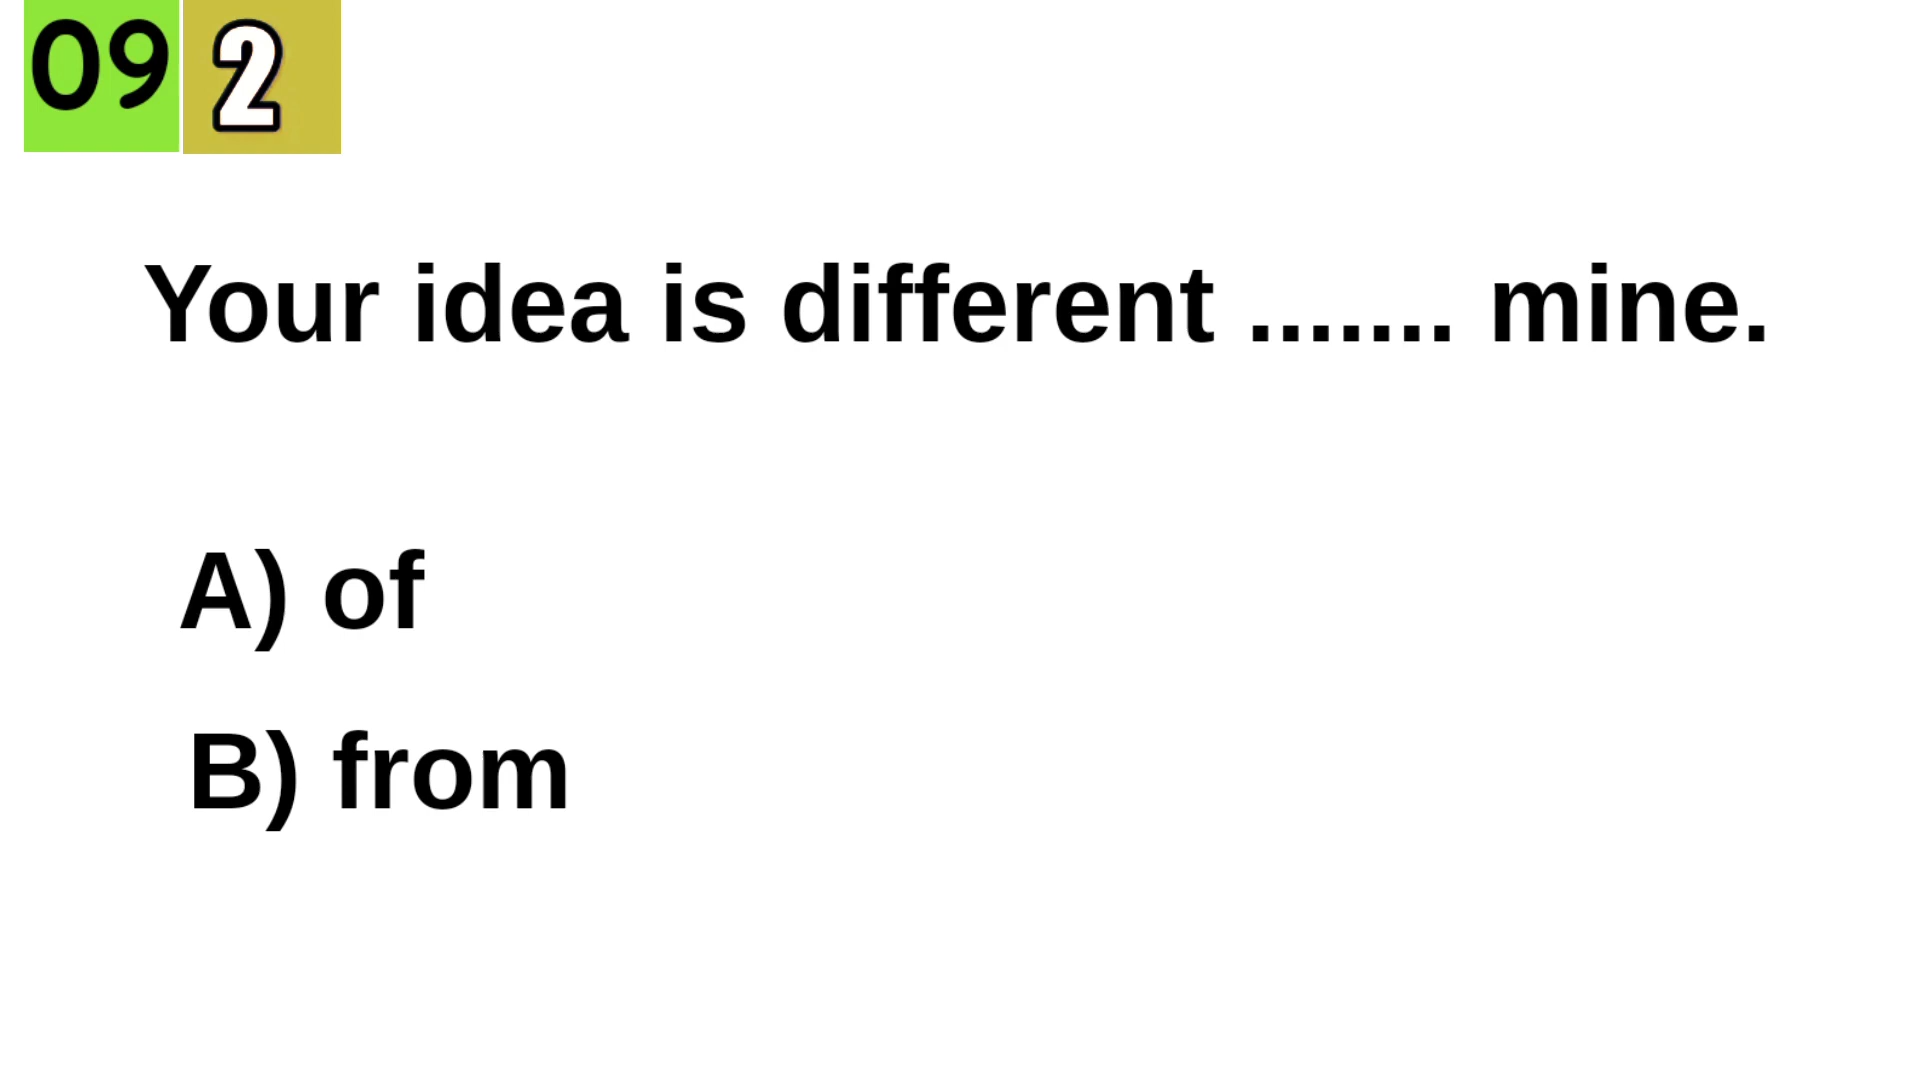 09 2
Your idea is different ....... mine.
A) of
B) from